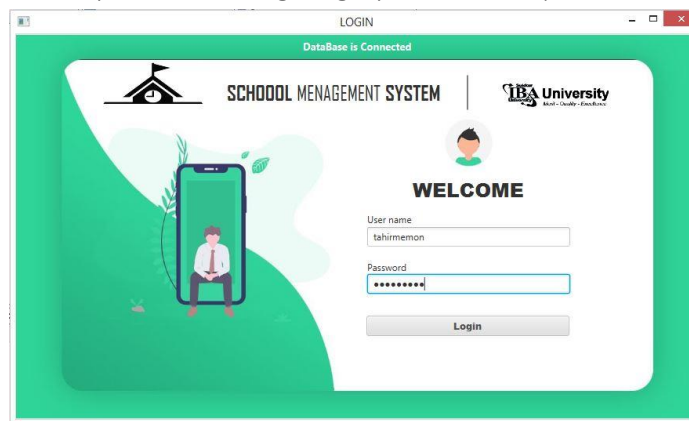 LOGIN
DataBase is Connected
SCHOOOL MENAGEMENT SYSTEM
IBA University
WELCOME
User name
tahirmemon
Password
•••••••••
Login